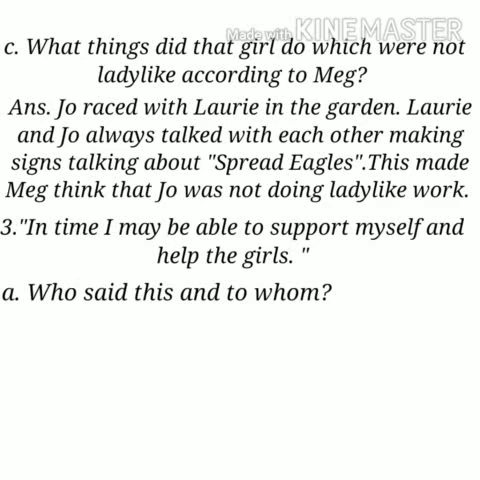 Made with KINEMASTER
c. What things did that girl do which were not
ladylike according to Meg?
Ans. Jo raced with Laurie in the garden. Laurie
and Jo always talked with each other making
signs talking about "Spread Eagles".This made
Meg think that Jo was not doing ladylike work.
3."In time I may be able to support myself and
help the girls. "
a. Who said this and to whom?